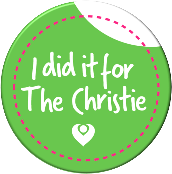 I did it for
The Christie